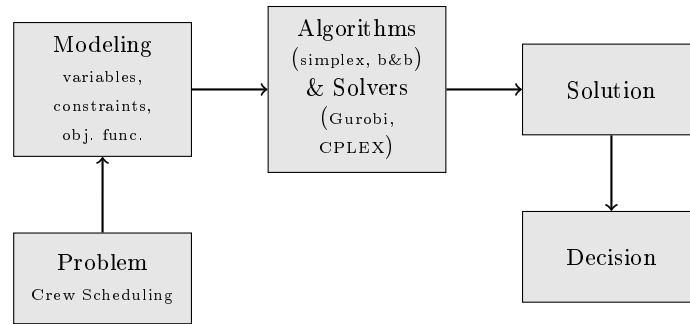 Modeling
variables,
constraints,
obj. func.
Algorithms
(simplex, b&b)
& Solvers
(Gurobi,
CPLEX)
Solution
Problem
Crew Scheduling
Decision